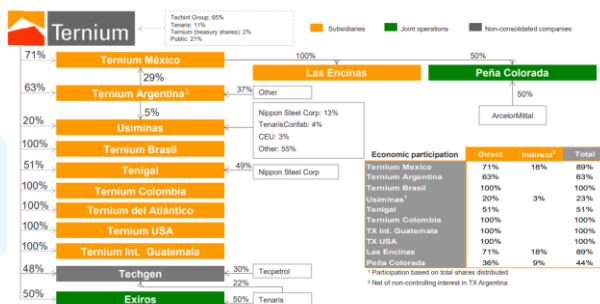 Ternium
Techint Group: 65%
Tenaris: 11%
Ternium (treasury shares): 2%
Public: 21%
Subsidiaries
Joint operations
Non-consolidated companies
71%
Ternium México
100%
50%
29%
Las Encinas
Peña Colorada
63%
Ternium Argentina³
37%
Other
50%
5%
ArcelorMittal
20%
Usiminas
Nippon Steel Corp: 13%
TenarisConfab: 4%
CEU: 3%
Other: 55%
100%
Ternium Brasil
51%
Tenigal
49%
Nippon Steel Corp
100%
Ternium Colombia
100%
Ternium del Atlántico
100%
Ternium USA
100%
Ternium Int. Guatemala
48%
Techgen
30%
Tecpetrol
22%
50%
Exiros
50%
Tenaris
Economic participation Direct Indirect² Total
Ternium Mexico 71% 18% 89%
Ternium Argentina 63% 63%
Ternium Brasil 100% 100%
Usiminas¹ 20% 3% 23%
Tenigal 51% 51%
Ternium Colombia 100% 100%
TX Int. Guatemala 100% 100%
TX USA 100% 100%
Las Encinas 71% 18% 89%
Peña Colorada 36% 9% 44%
¹ Participation based on total shares distributed
² Net of non-controlling interest in TX Argentina